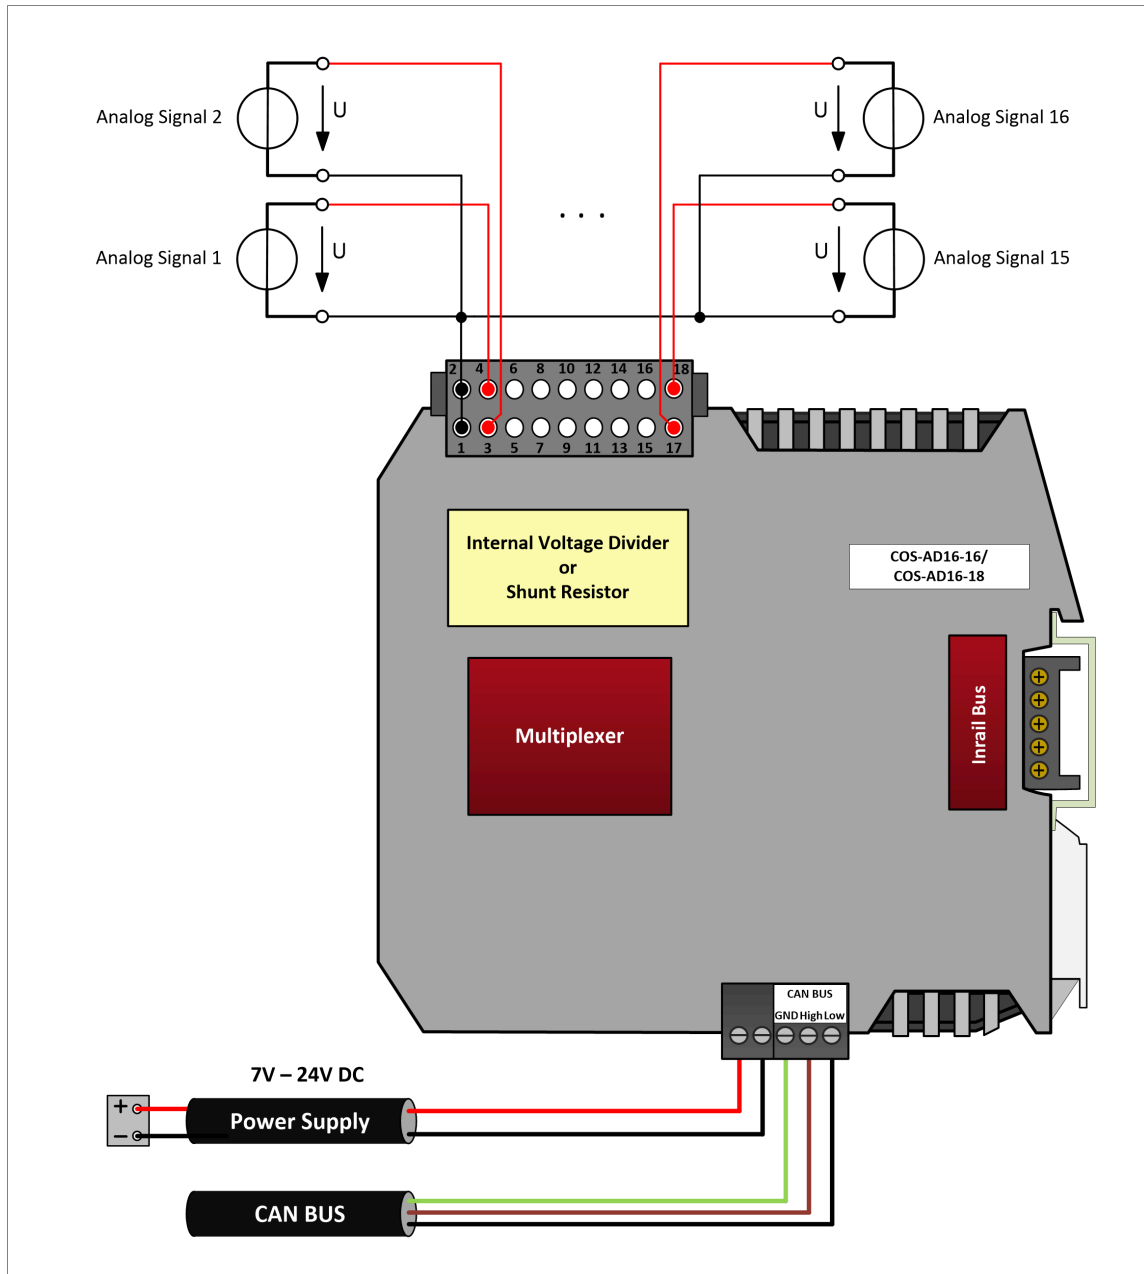 Analog Signal 2
U
Analog Signal 16
U
Analog Signal 1
U
. . .
Analog Signal 15
U
2 4 6 8 10 12 14 16 18
1 3 5 7 9 11 13 15 17
Internal Voltage Divider
or
Shunt Resistor
COS-AD16-16/
COS-AD16-18
Multiplexer
Inrail Bus
CAN BUS
GND High Low
7V – 24V DC
+
Power Supply
–
CAN BUS